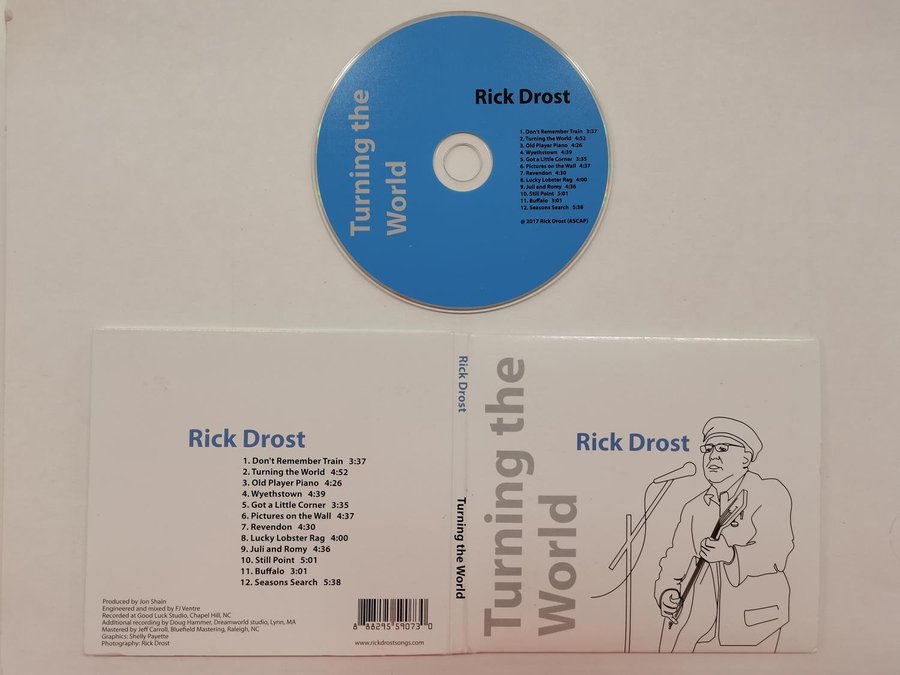 Turning the
World
Rick Drost
1. Don't Remember Train 3:37
2. Turning the World 4:52
3. Old Player Piano 4:26
4. Wyethstown 4:39
5. Got a Little Corner 3:35
6. Pictures on the Wall 4:37
7. Revendon 4:30
8. Lucky Lobster Rag 4:00
9. Juli and Romy 4:36
10. Still Point 5:01
11. Buffalo 3:01
12. Seasons Search 5:38
℗ 2017 Rick Drost (ASCAP)
Rick Drost
1. Don't Remember Train 3:37
2. Turning the World 4:52
3. Old Player Piano 4:26
4. Wyethstown 4:39
5. Got a Little Corner 3:35
6. Pictures on the Wall 4:37
7. Revendon 4:30
8. Lucky Lobster Rag 4:00
9. Juli and Romy 4:36
10. Still Point 5:01
11. Buffalo 3:01
12. Seasons Search 5:38
Produced by Jon Shain
Engineered and mixed by FJ Ventre
Recorded at Good Luck Studio, Chapel Hill, NC
Additional recording by Doug Hammer, Dreamworld studio, Lynn, MA
Mastered by Jeff Carroll, Bluefield Mastering, Raleigh, NC
Graphics: Shelly Payette
Photography: Rick Drost
8 88295 59073 0
www.rickdrostsongs.com
Rick Drost
Turning the World
Turning the
World
Rick Drost